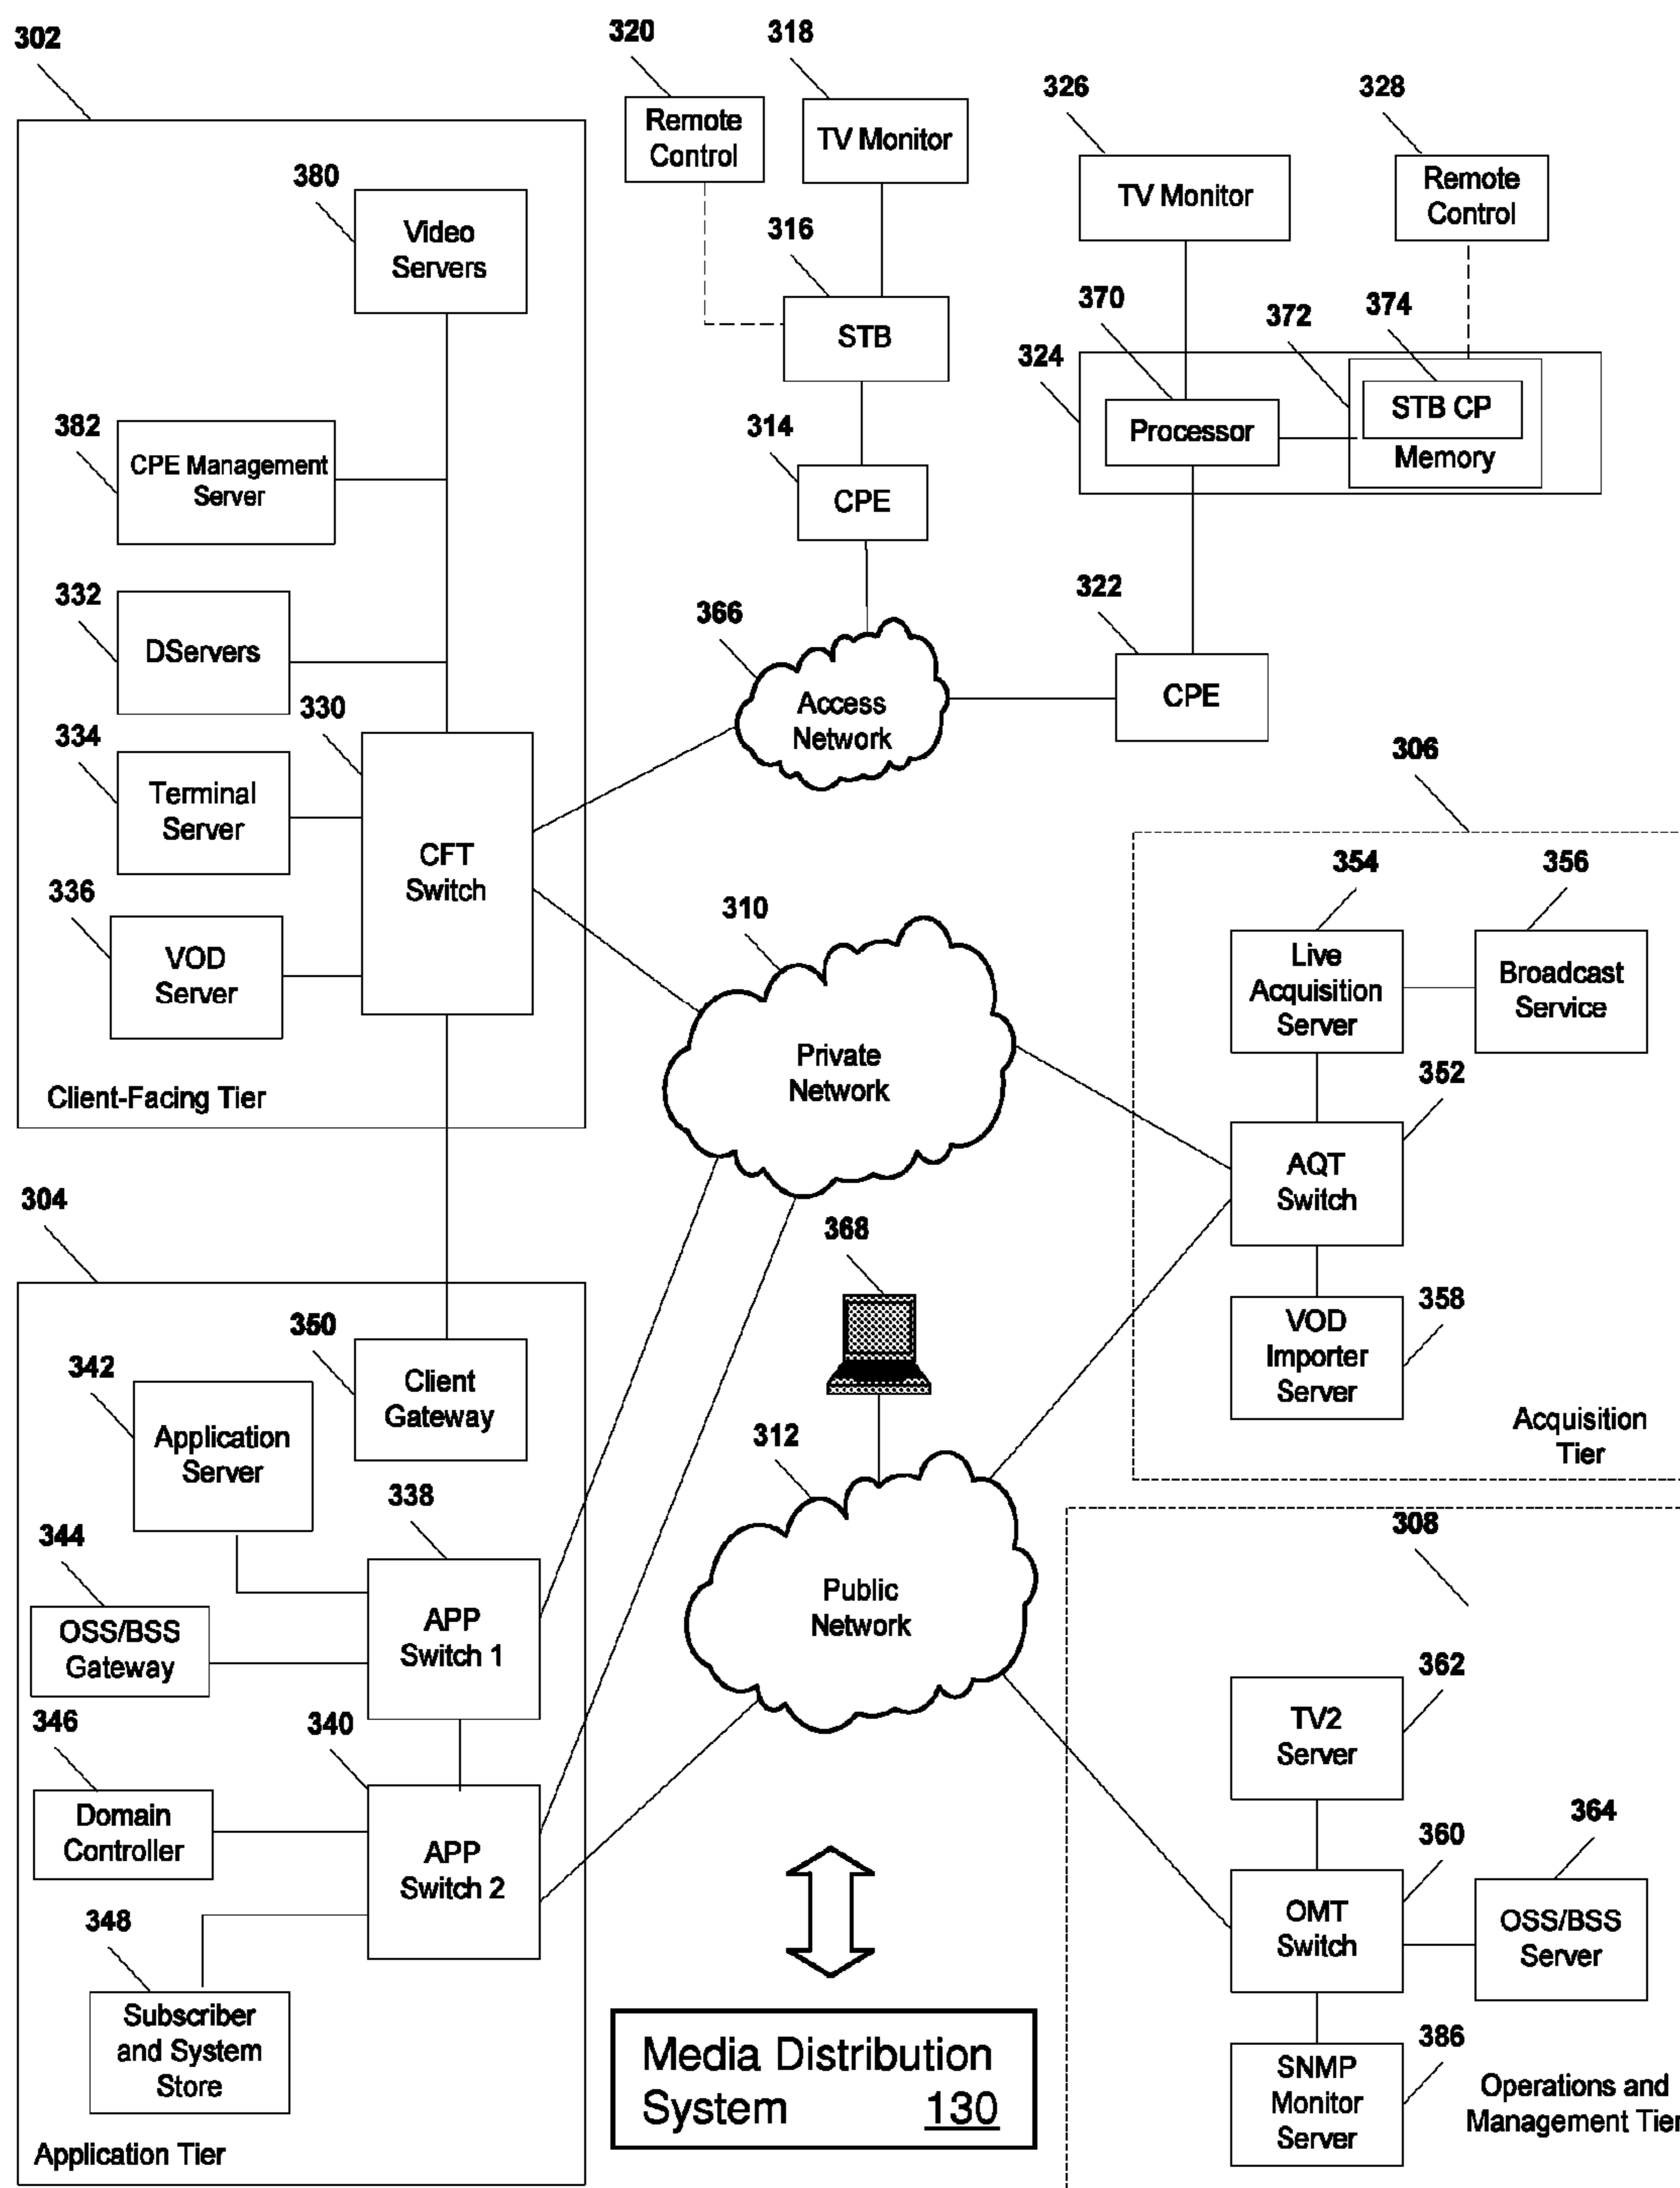 302
320
318
326
328
Remote
Control
TV Monitor
TV Monitor
Remote
Control
380
Video
Servers
316
STB
370
372
374
324
Processor
STB CP
Memory
382
CPE Management
Server
314
CPE
332
DServers
366
Access
Network
322
CPE
330
334
Terminal
Server
CFT
Switch
336
VOD
Server
Client-Facing Tier
310
Private
Network
306
354
356
Live
Acquisition
Server
Broadcast
Service
352
AQT
Switch
358
VOD
Importer
Server
Acquisition
Tier
304
368
350
Client
Gateway
342
Application
Server
312
Public
Network
338
344
OSS/BSS
Gateway
APP
Switch 1
346
340
Domain
Controller
APP
Switch 2
348
Subscriber
and System
Store
Application Tier
308
362
TV2
Server
360
364
OMT
Switch
OSS/BSS
Server
386
SNMP
Monitor
Server
Operations and
Management Tier
Media Distribution
System 130